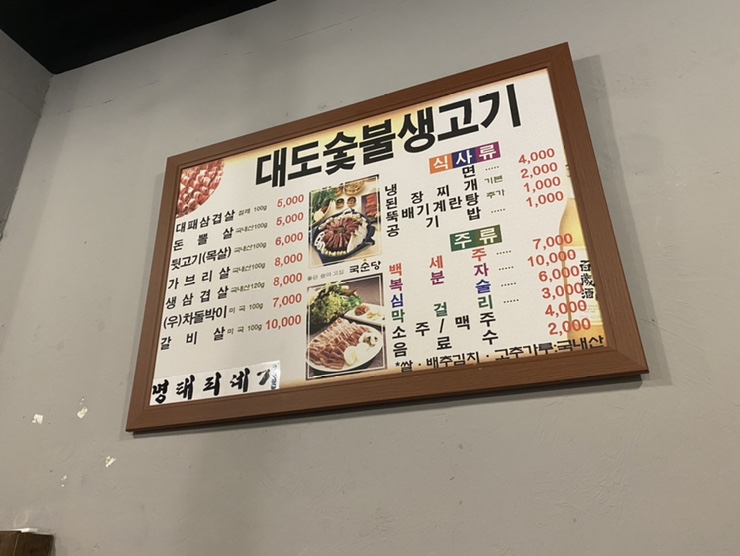 대도숯불생고기
대패삼겹살 칠레 100g 5,000
돈뽈살 국내산100g 5,000
뒷고기(목살) 국내산100g 6,000
가브리살 국내산100g 8,000
생삼겹살 국내산120g 8,000
(우)차돌박이 미국 100g 7,000
갈비살 미국 100g 10,000
명태회냉
국순당
식사류
냉면 ····· 4,000
된장찌개 기본 2,000
뚝배기계란탕 추가 1,000
공기밥 ····· 1,000
주류
백세주 ····· 7,000
복분자 ····· 10,000
심술 6,000
막걸리 ····· 3,000
소주/맥주 4,000
음료수 2,000
百歲酒
*쌀·배추김치·고추가루:국내산